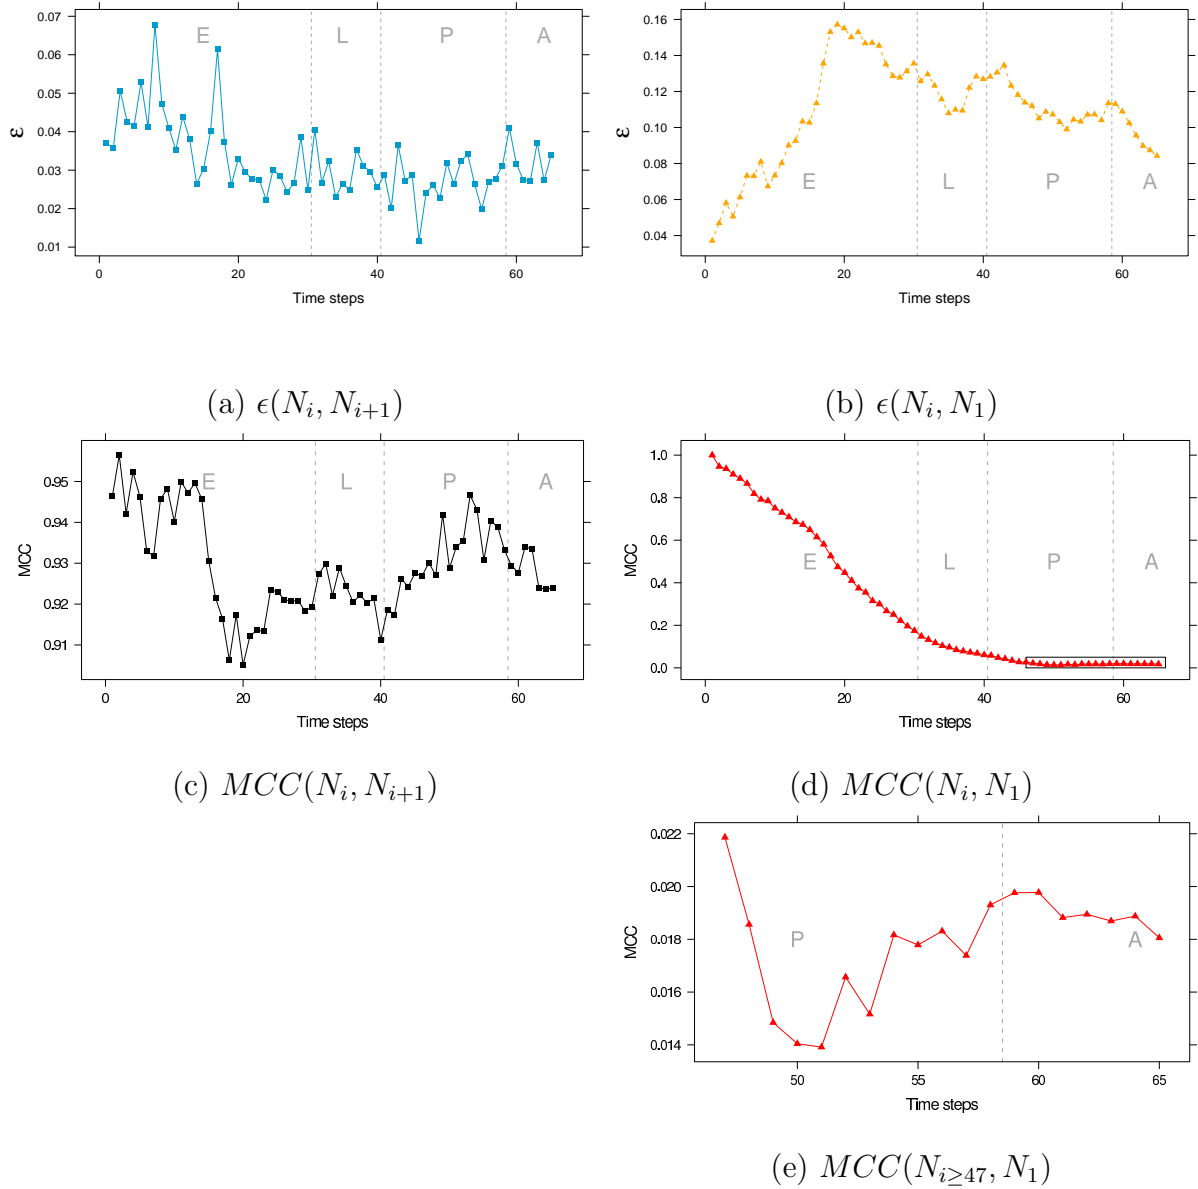 0.07
0.06
0.05
0.04
0.03
0.02
0.01
ε
E L P A
0 20 40 60
Time steps
(a) ϵ(N_i, N_{i+1})
0.16
0.14
0.12
0.10
0.08
0.06
0.04
ε
E L P A
0 20 40 60
Time steps
(b) ϵ(N_i, N_1)
0.95
0.94
0.93
0.92
0.91
MCC
E L P A
0 20 40 60
Time steps
(c) MCC(N_i, N_{i+1})
1.0
0.8
0.6
0.4
0.2
0.0
MCC
E L P A
0 20 40 60
Time steps
(d) MCC(N_i, N_1)
0.022
0.020
0.018
0.016
0.014
MCC
P A
50 55 60 65
Time steps
(e) MCC(N_{i≥47}, N_1)